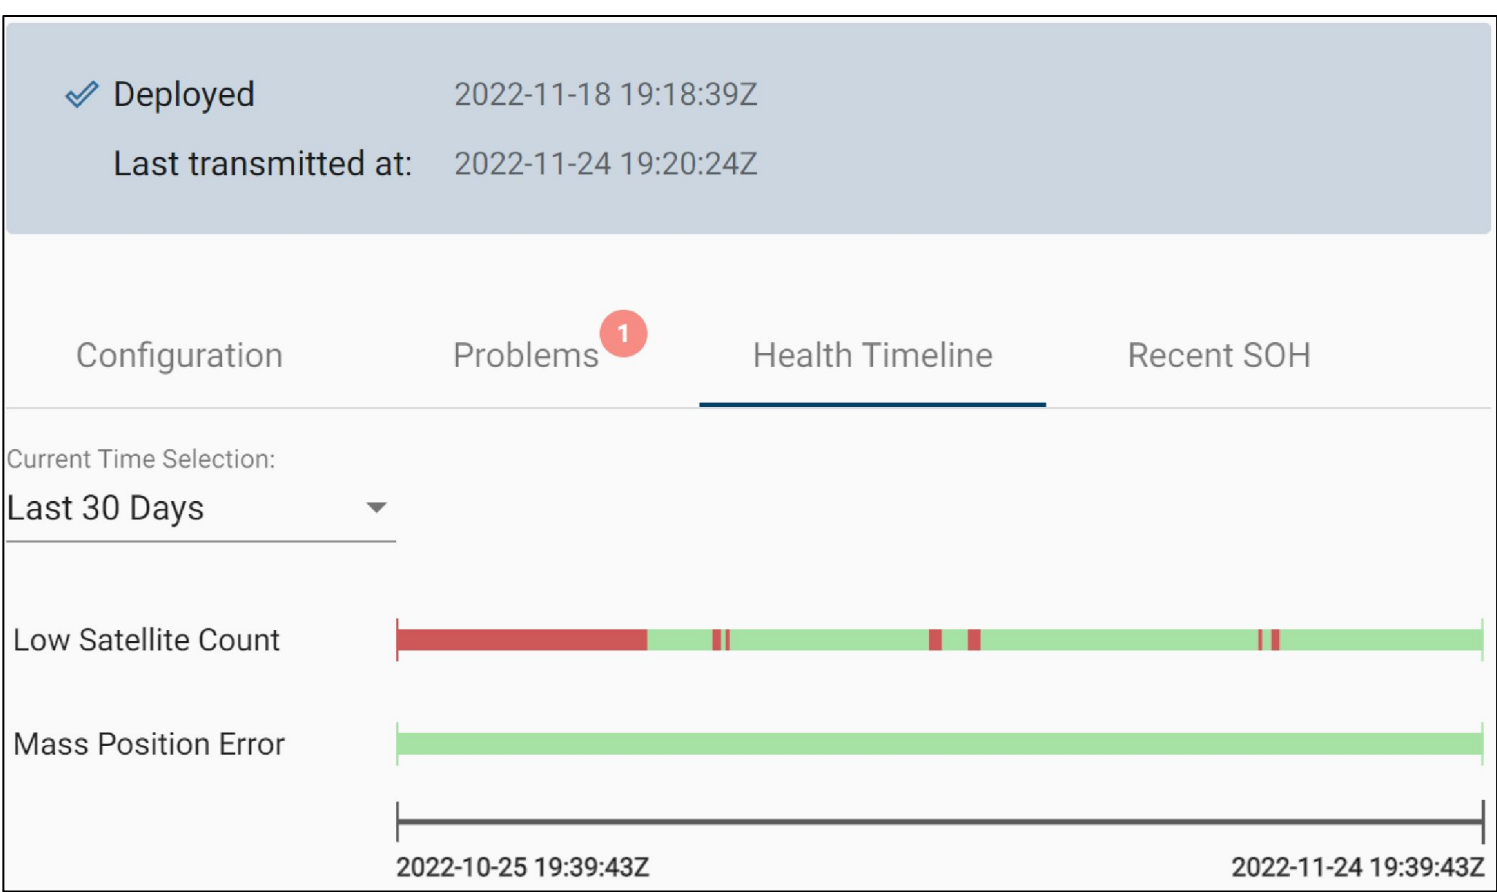 Deployed 2022-11-18 19:18:39Z
Last transmitted at: 2022-11-24 19:20:24Z
Configuration Problems 1 Health Timeline Recent SOH
Current Time Selection:
Last 30 Days
Low Satellite Count
Mass Position Error
2022-10-25 19:39:43Z 2022-11-24 19:39:43Z